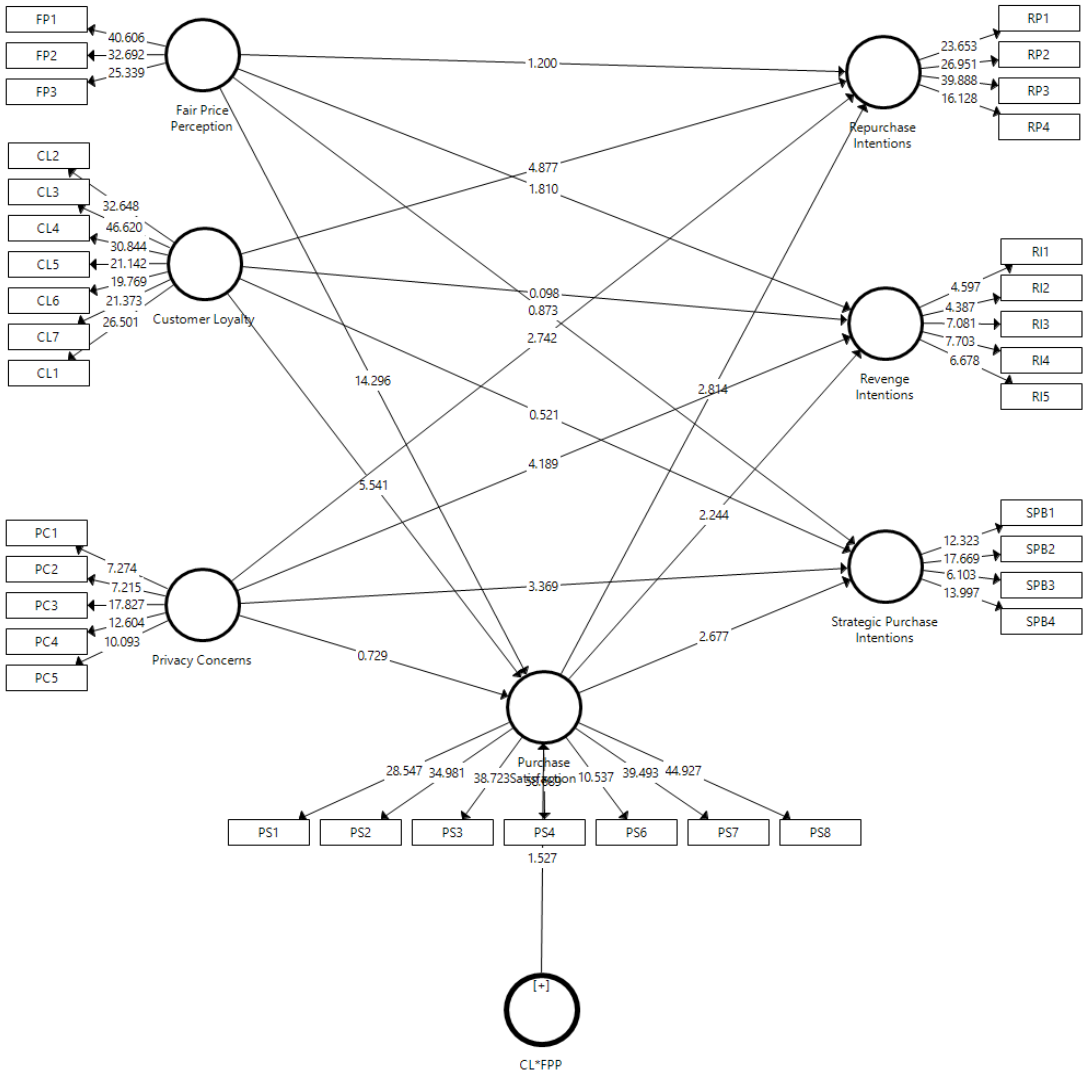 FP1
40.606
FP2
32.692
FP3
25.339
Fair Price
Perception
CL2
32.648
CL3
46.620
CL4
30.844
CL5
21.142
CL6
19.769
CL7
21.373
CL1
26.501
Customer Loyalty
PC1
7.274
PC2
7.215
PC3
17.827
PC4
12.604
PC5
10.093
Privacy Concerns
1.200
4.877
1.810
0.098
0.873
2.742
14.296
2.814
0.521
4.189
5.541
2.244
3.369
2.677
0.729
RP1
23.653
RP2
26.951
RP3
39.888
RP4
16.128
Repurchase
Intentions
RI1
4.597
RI2
4.387
RI3
7.081
RI4
7.703
RI5
6.678
Revenge
Intentions
SPB1
12.323
SPB2
17.669
SPB3
6.103
SPB4
13.997
Strategic Purchase
Intentions
Purchase
Satisfaction
28.547
34.981
38.723
10.537
39.493
44.927
PS1
PS2
PS3
PS4
PS6
PS7
PS8
1.527
[+]
CL*FPP